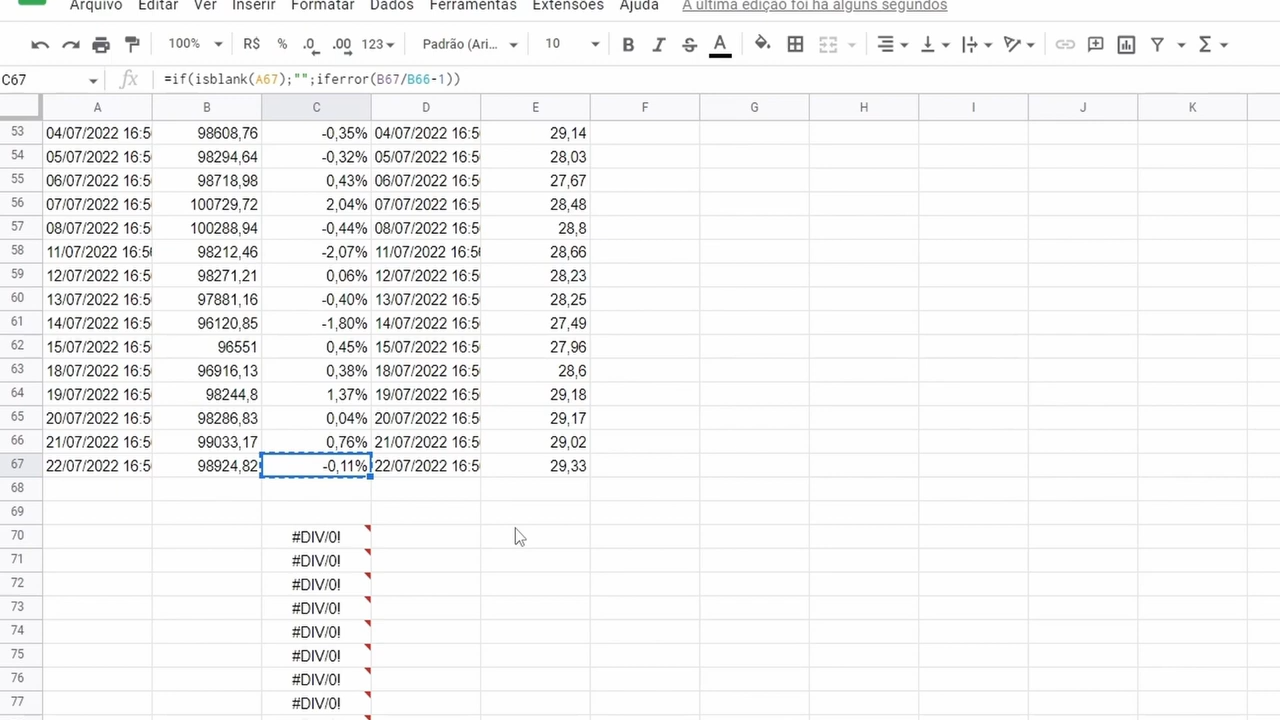 Arquivo Editar Ver Inserir Formatar Dados Ferramentas Extensões Ajuda A última edição foi há alguns segundos
100% R$ % .0 .00 123 Padrão (Ari... 10 B I S A
C67 fx =if(isblank(A67);"";iferror(B67/B66-1))
A B C D E F G H I J K
53 04/07/2022 16:5 98608,76 -0,35% 04/07/2022 16:5 29,14
54 05/07/2022 16:5 98294,64 -0,32% 05/07/2022 16:5 28,03
55 06/07/2022 16:5 98718,98 0,43% 06/07/2022 16:5 27,67
56 07/07/2022 16:5 100729,72 2,04% 07/07/2022 16:5 28,48
57 08/07/2022 16:5 100288,94 -0,44% 08/07/2022 16:5 28,8
58 11/07/2022 16:5 98212,46 -2,07% 11/07/2022 16:5 28,66
59 12/07/2022 16:5 98271,21 0,06% 12/07/2022 16:5 28,23
60 13/07/2022 16:5 97881,16 -0,40% 13/07/2022 16:5 28,25
61 14/07/2022 16:5 96120,85 -1,80% 14/07/2022 16:5 27,49
62 15/07/2022 16:5 96551 0,45% 15/07/2022 16:5 27,96
63 18/07/2022 16:5 96916,13 0,38% 18/07/2022 16:5 28,6
64 19/07/2022 16:5 98244,8 1,37% 19/07/2022 16:5 29,18
65 20/07/2022 16:5 98286,83 0,04% 20/07/2022 16:5 29,17
66 21/07/2022 16:5 99033,17 0,76% 21/07/2022 16:5 29,02
67 22/07/2022 16:5 98924,82 -0,11% 22/07/2022 16:5 29,33
68
69
70 #DIV/0!
71 #DIV/0!
72 #DIV/0!
73 #DIV/0!
74 #DIV/0!
75 #DIV/0!
76 #DIV/0!
77 #DIV/0!